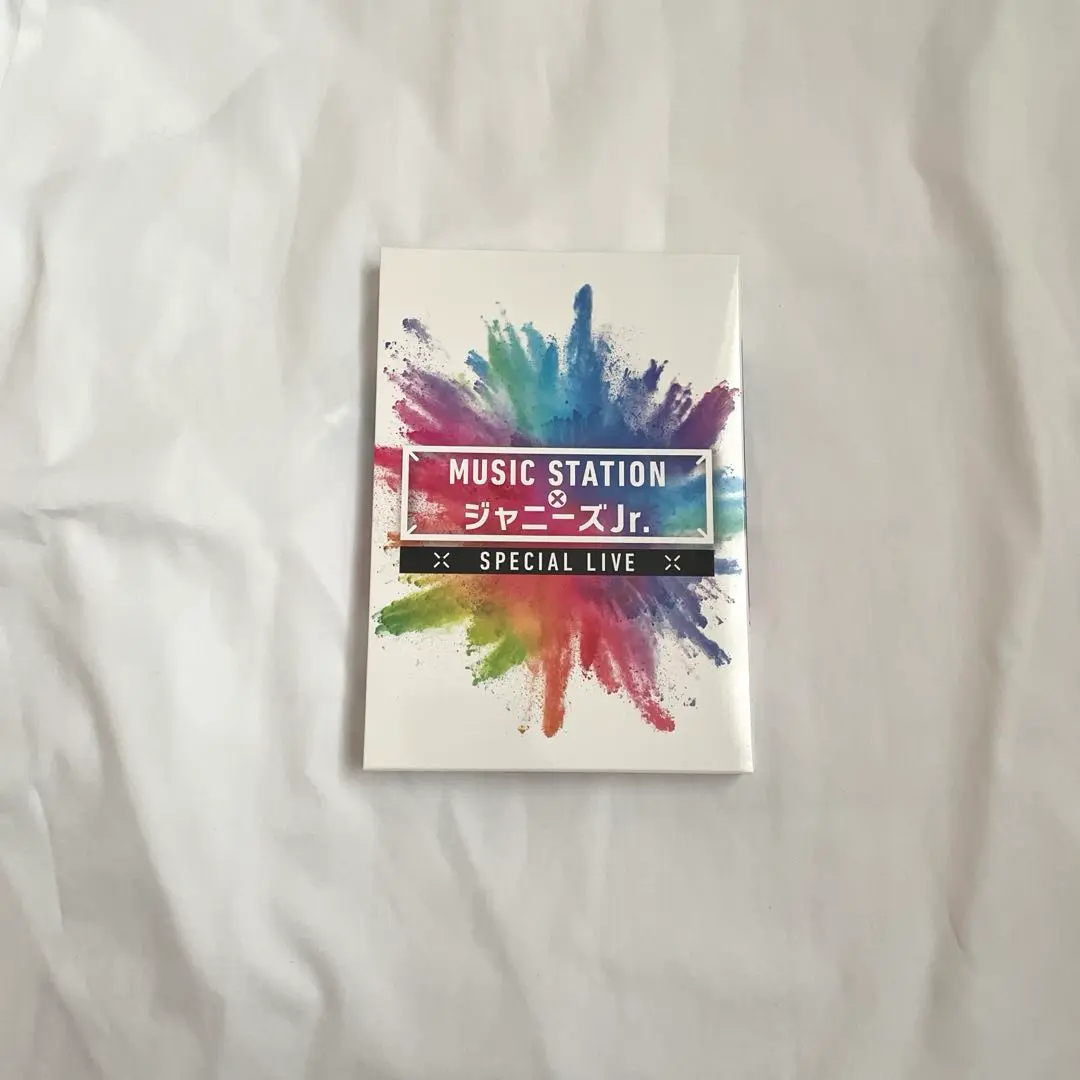 MUSIC STATION
×
ジャニーズJr.
SPECIAL LIVE